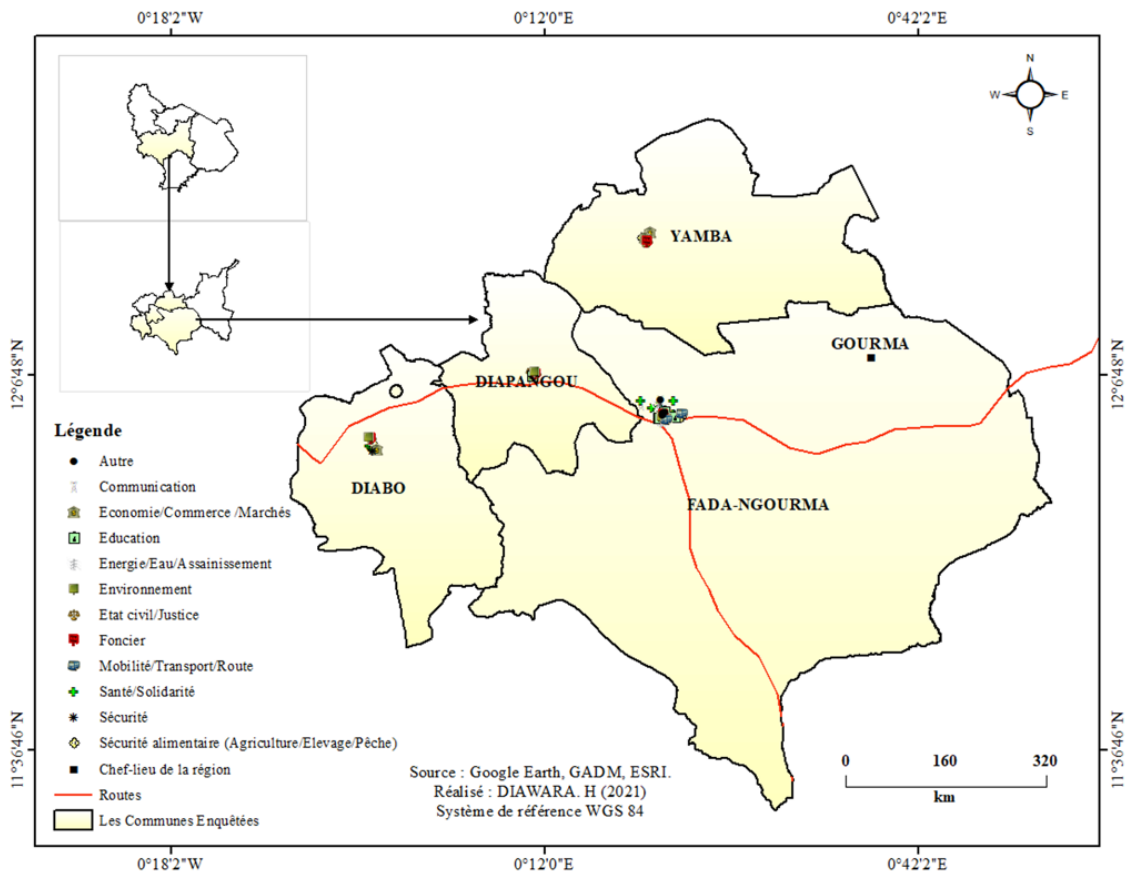 0°18'2"W
0°12'0"E
0°42'2"E
N
W
E
S
YAMBA
GOURMA
12°6'48"N
12°6'48"N
DIAPANGOU
Légende
Autre
Communication
DIABO
FADA-NGOURMA
Economie/Commerce /Marchés
Education
Energie/Eau/Assainissement
Environnement
Etat civil/Justice
Foncier
Mobilité/Transport/Route
Santé/Solidarité
Sécurité
Sécurité alimentaire (Agriculture/Elevage/Pêche)
Chef-lieu de la région
Routes
Les Communes Enquêtées
11°36'46"N
11°36'46"N
Source : Google Earth, GADM, ESRI.
Réalisé : DIAWARA. H (2021)
Système de référence WGS 84
0 160 320
km
0°18'2"W
0°12'0"E
0°42'2"E